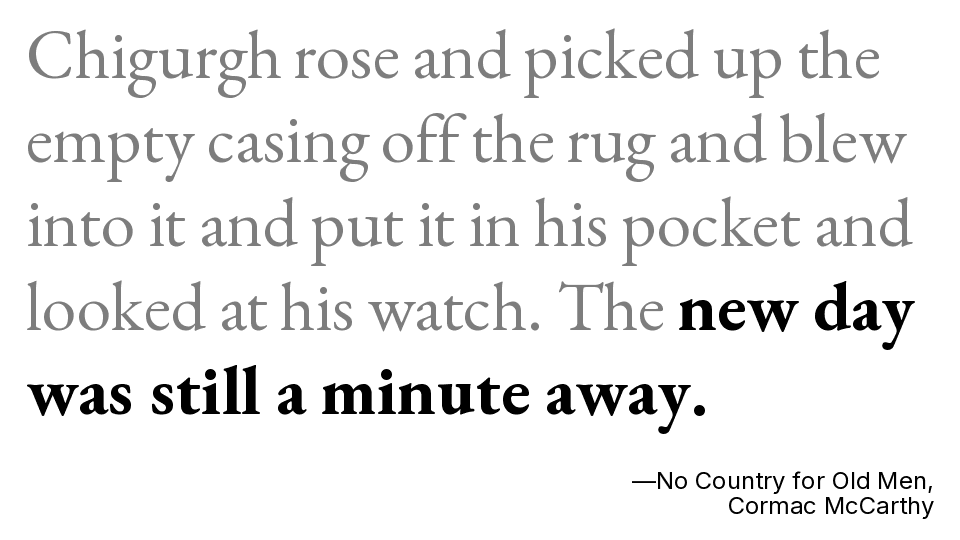 Chigurgh rose and picked up the
empty casing off the rug and blew
into it and put it in his pocket and
looked at his watch. The new day
was still a minute away.
—No Country for Old Men,
Cormac McCarthy